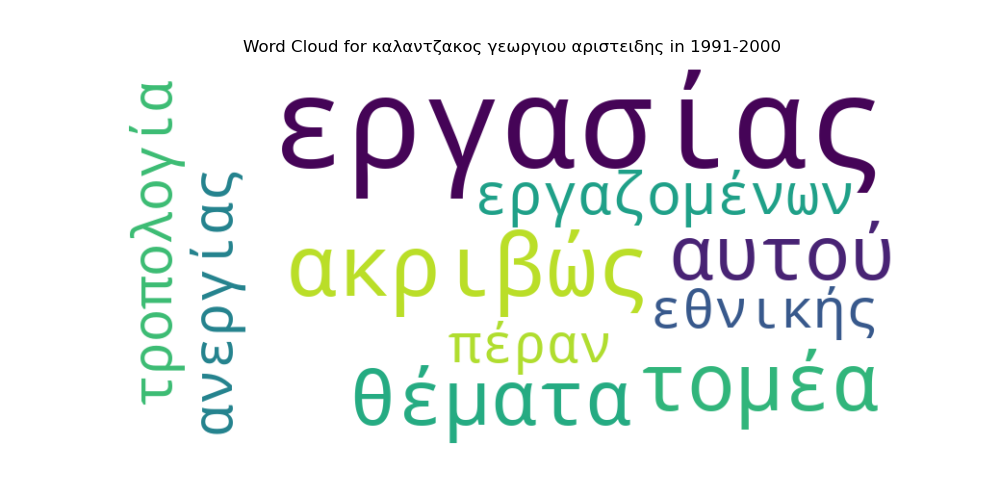 Word Cloud for καλαντζακος γεωργιου αριστειδης in 1991-2000
εργασίας
εργαζομένων
ακριβώς
αυτού
εθνικής
πέραν
θέματα
τομέα
τροπολογία
ανεργίας